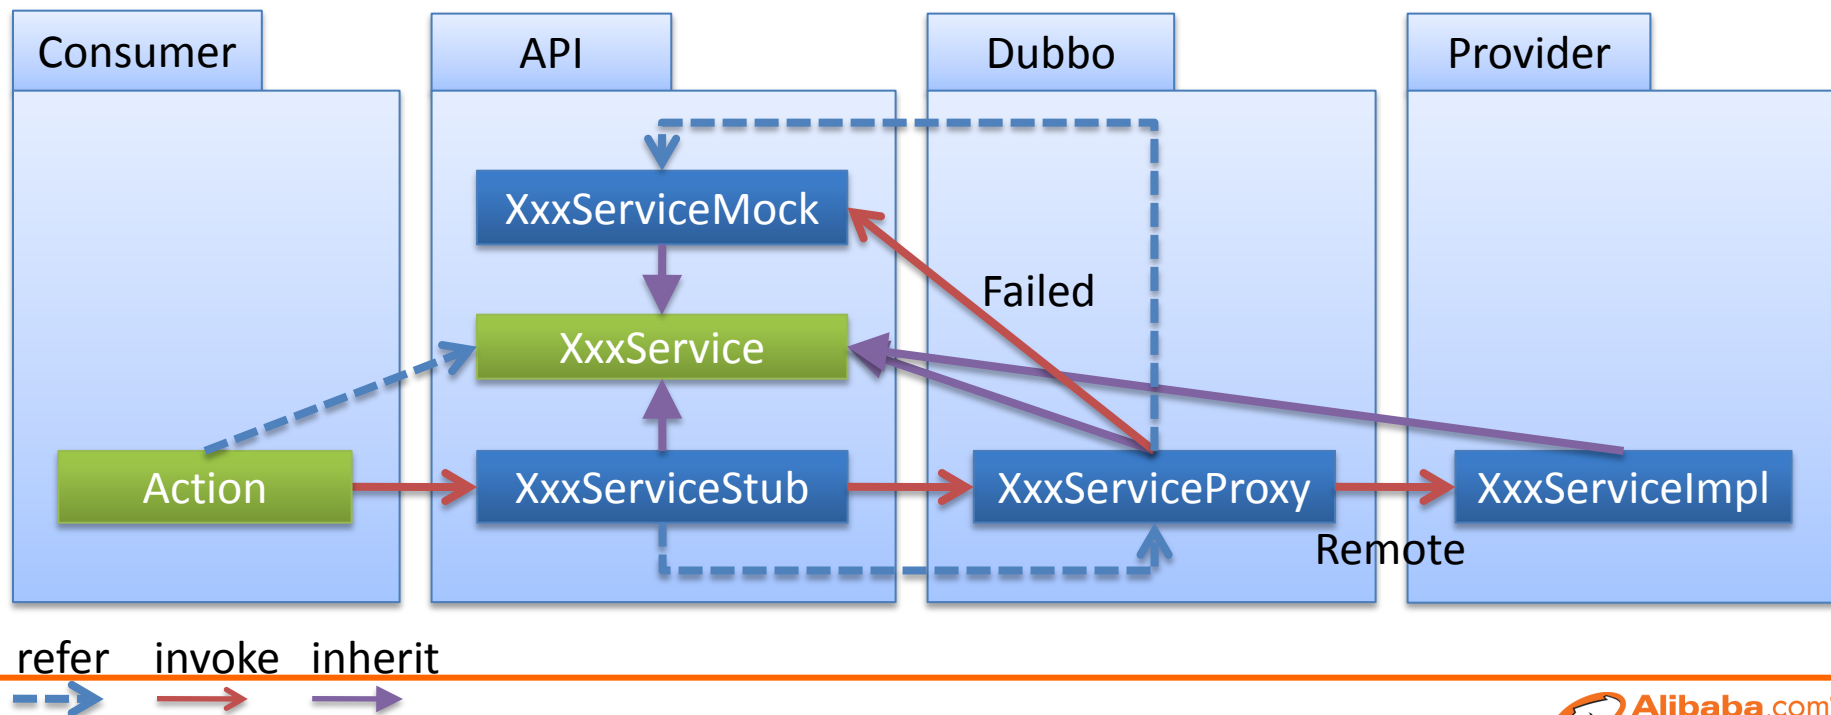 Consumer
API
Dubbo
Provider
XxxServiceMock
Failed
XxxService
Action
XxxServiceStub
XxxServiceProxy
XxxServiceImpl
Remote
refer
invoke
inherit
Alibaba.com